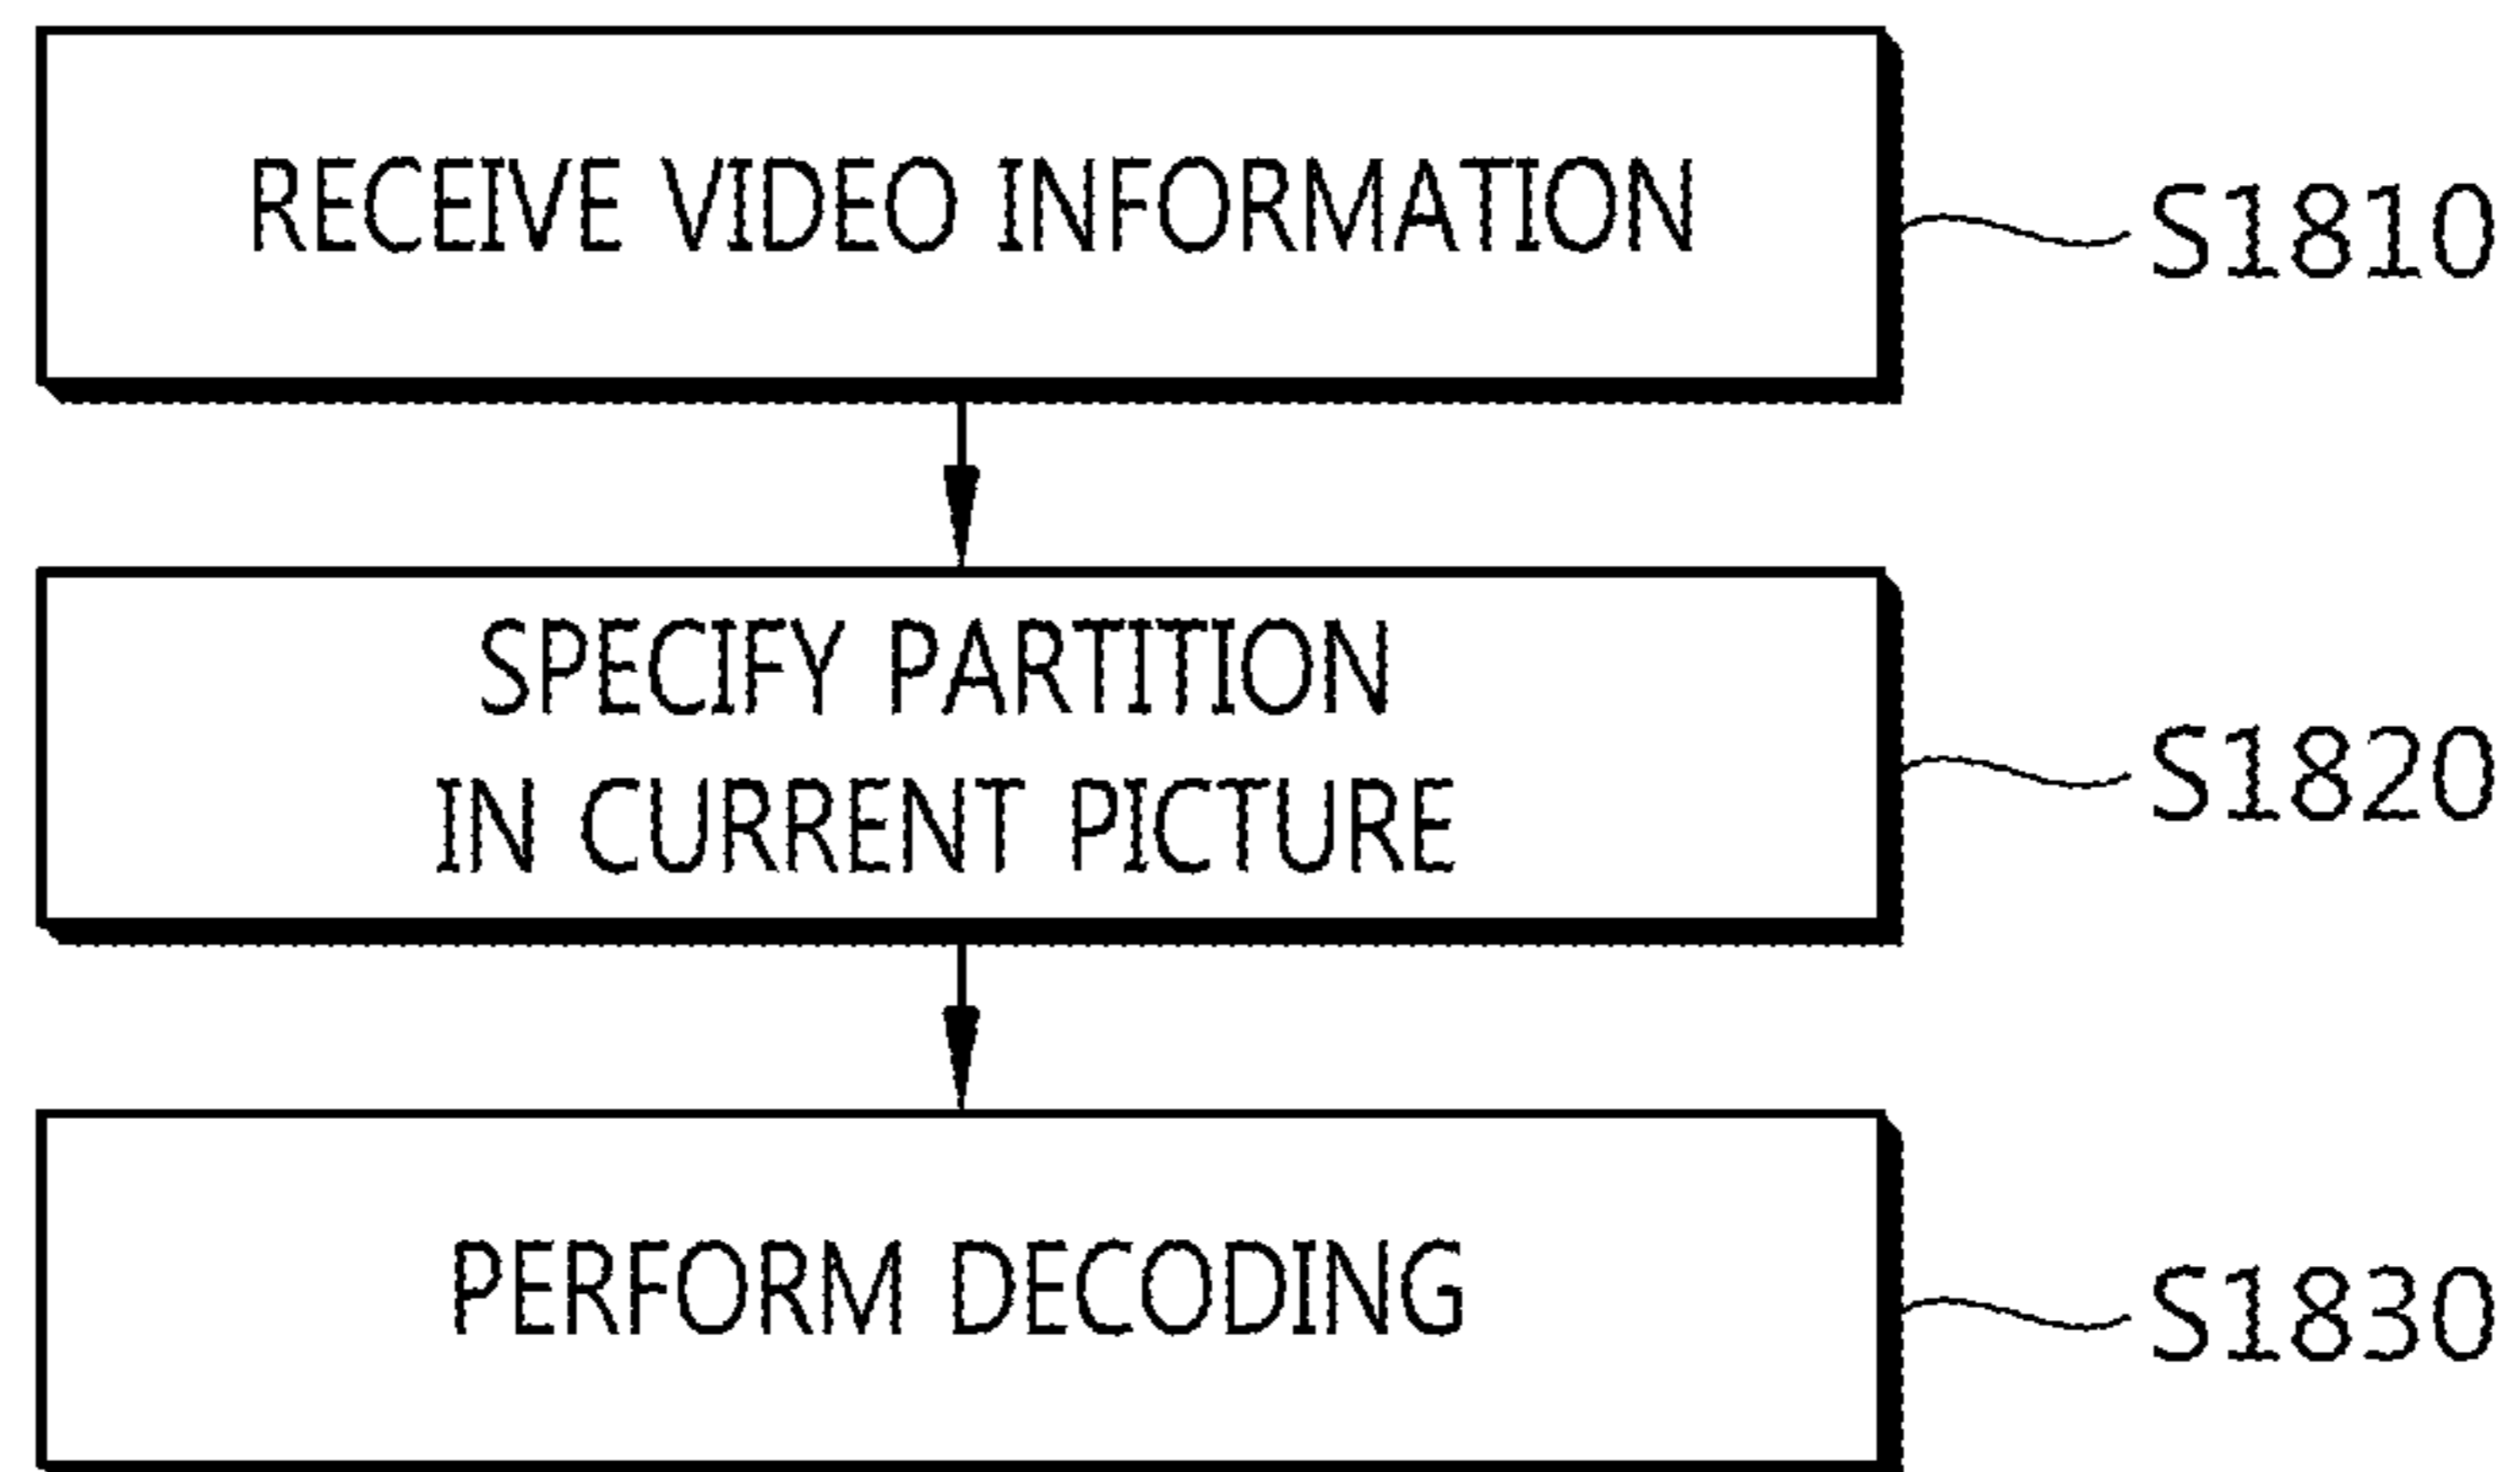 RECEIVE VIDEO INFORMATION
S1810
SPECIFY PARTITION
IN CURRENT PICTURE
S1820
PERFORM DECODING
S1830